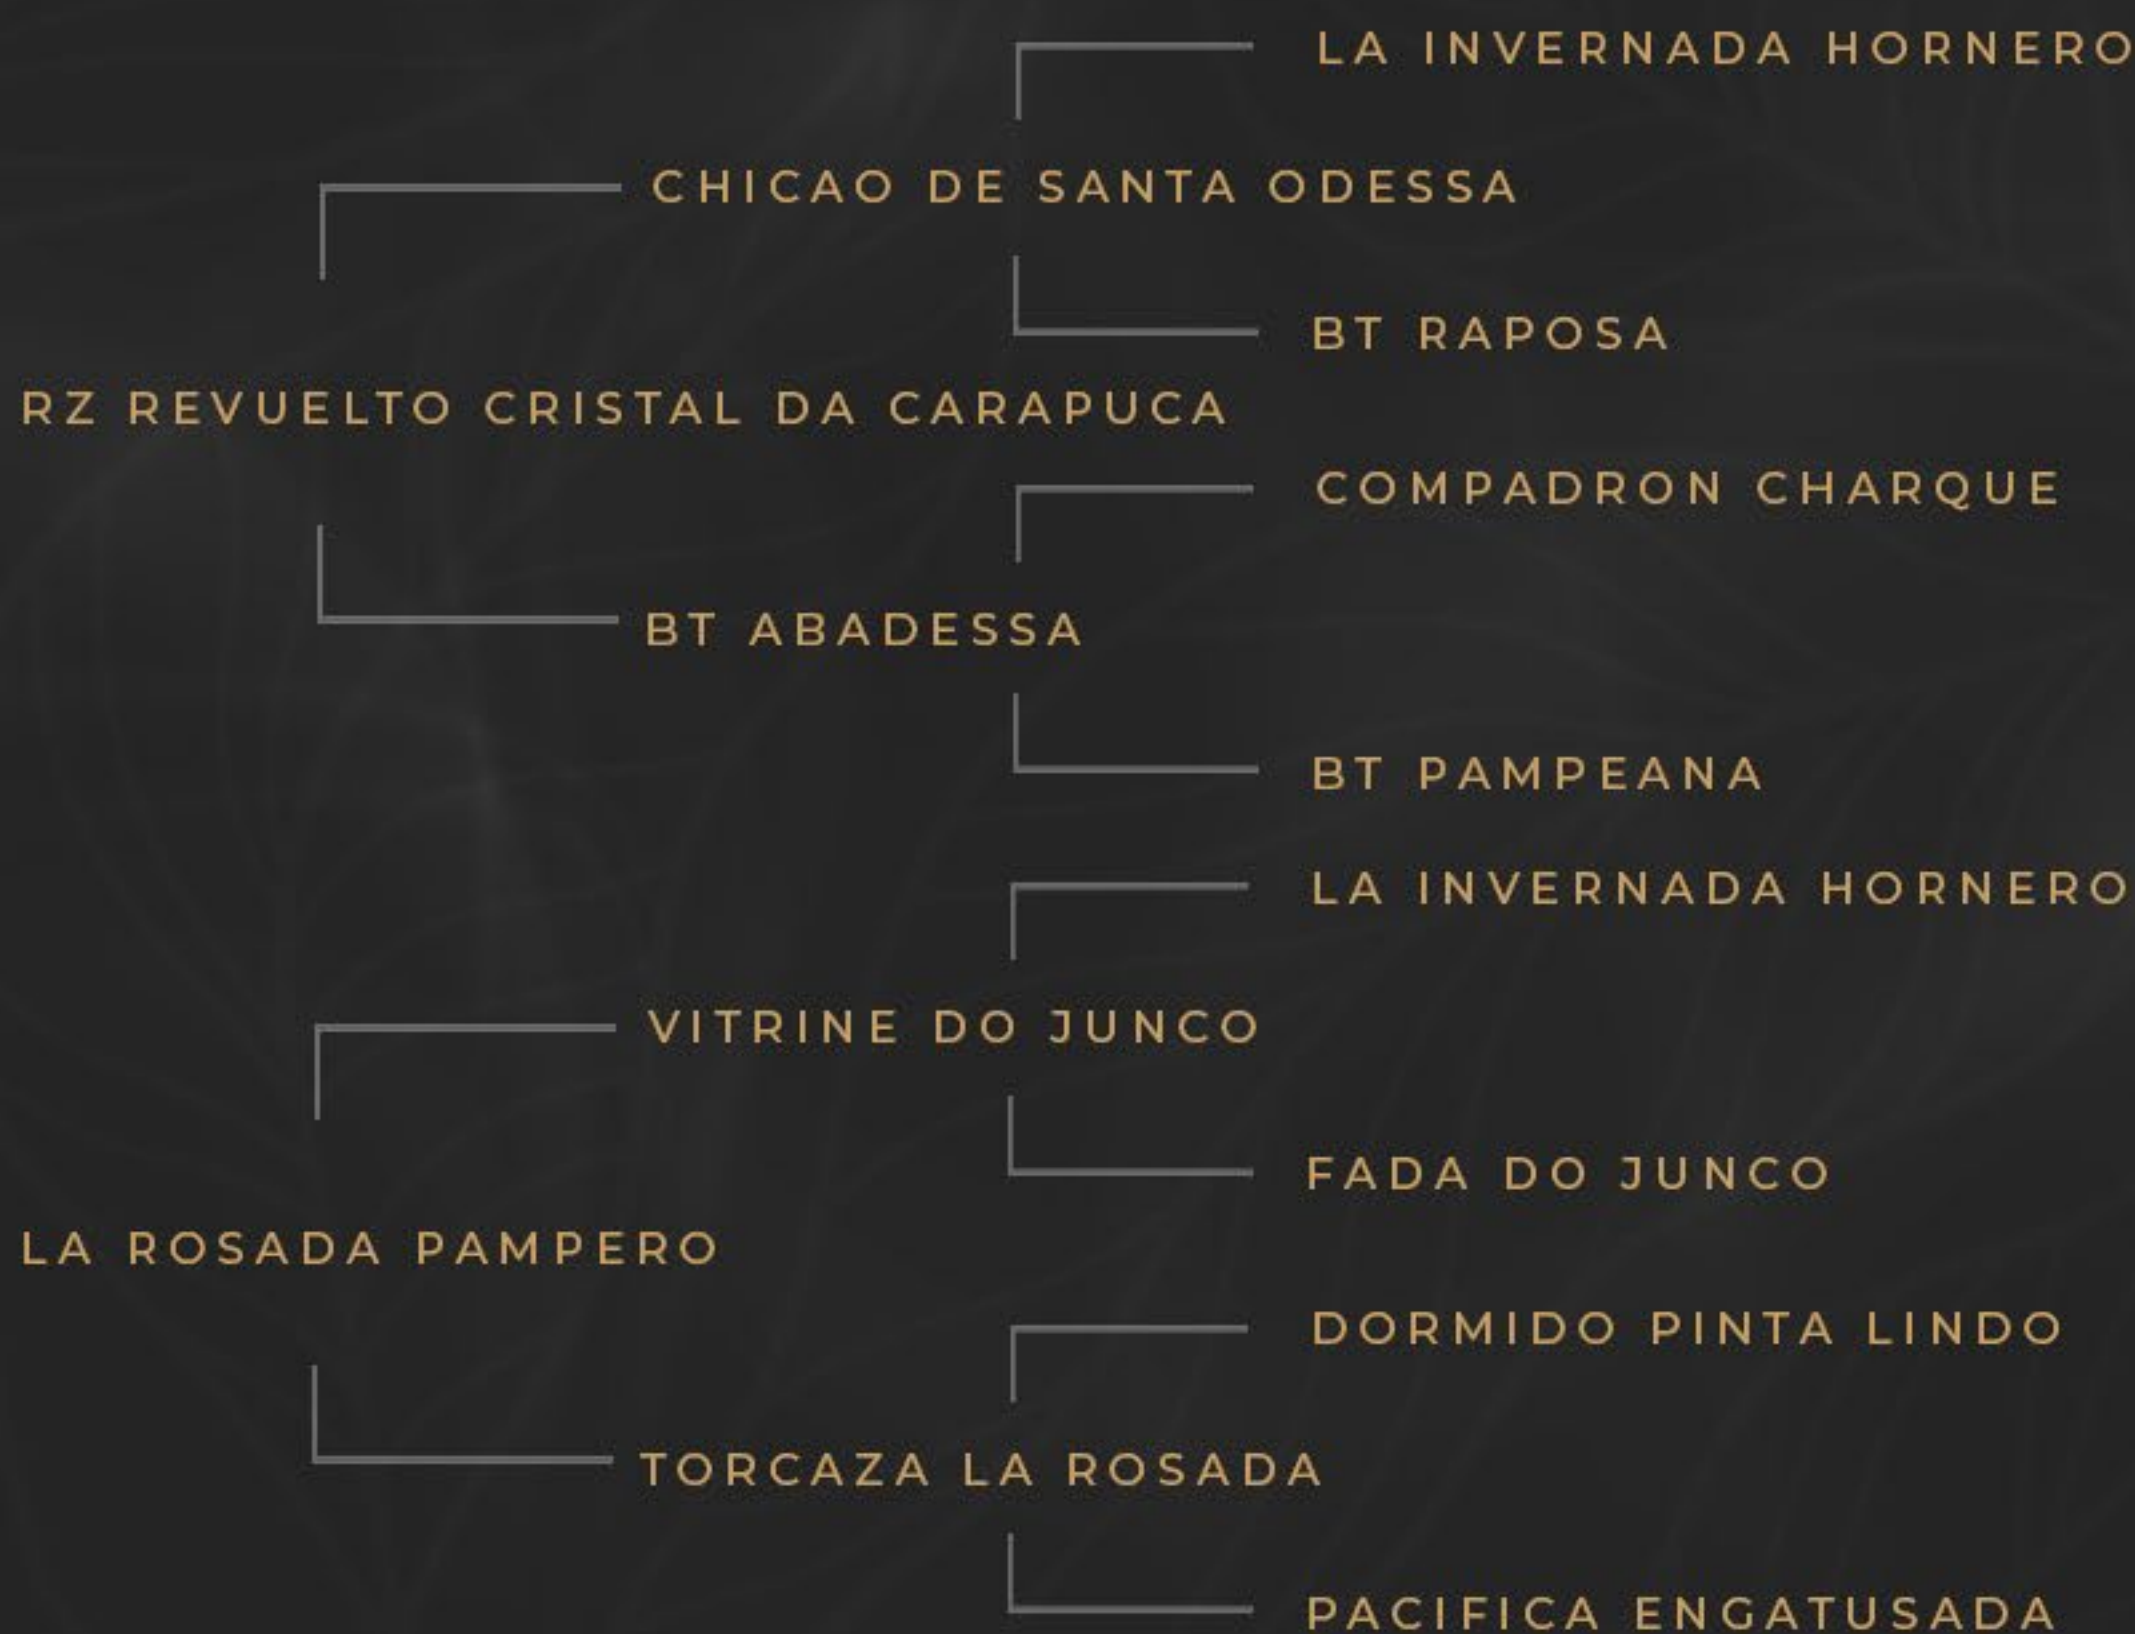 LA INVERNADA HORNERO
CHICAO DE SANTA ODESSA
BT RAPOSA
RZ REVUELTO CRISTAL DA CARAPUCA
COMPADRON CHARQUE
BT ABADESSA
BT PAMPEANA
LA INVERNADA HORNERO
VITRINE DO JUNCO
FADA DO JUNCO
LA ROSADA PAMPERO
DORMIDO PINTA LINDO
TORCAZA LA ROSADA
PACIFICA ENGATUSADA